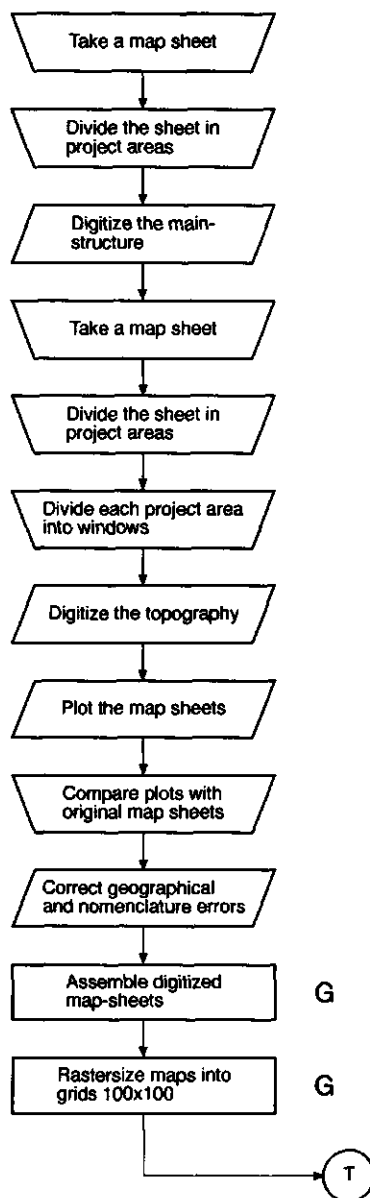 Take a map sheet
Divide the sheet in
project areas
Digitize the main-
structure
Take a map sheet
Divide the sheet in
project areas
Divide each project area
into windows
Digitize the topography
Plot the map sheets
Compare plots with
original map sheets
Correct geographical
and nomenclature errors
Assemble digitized
map-sheets
G
Rastersize maps into
grids 100x100
G
T